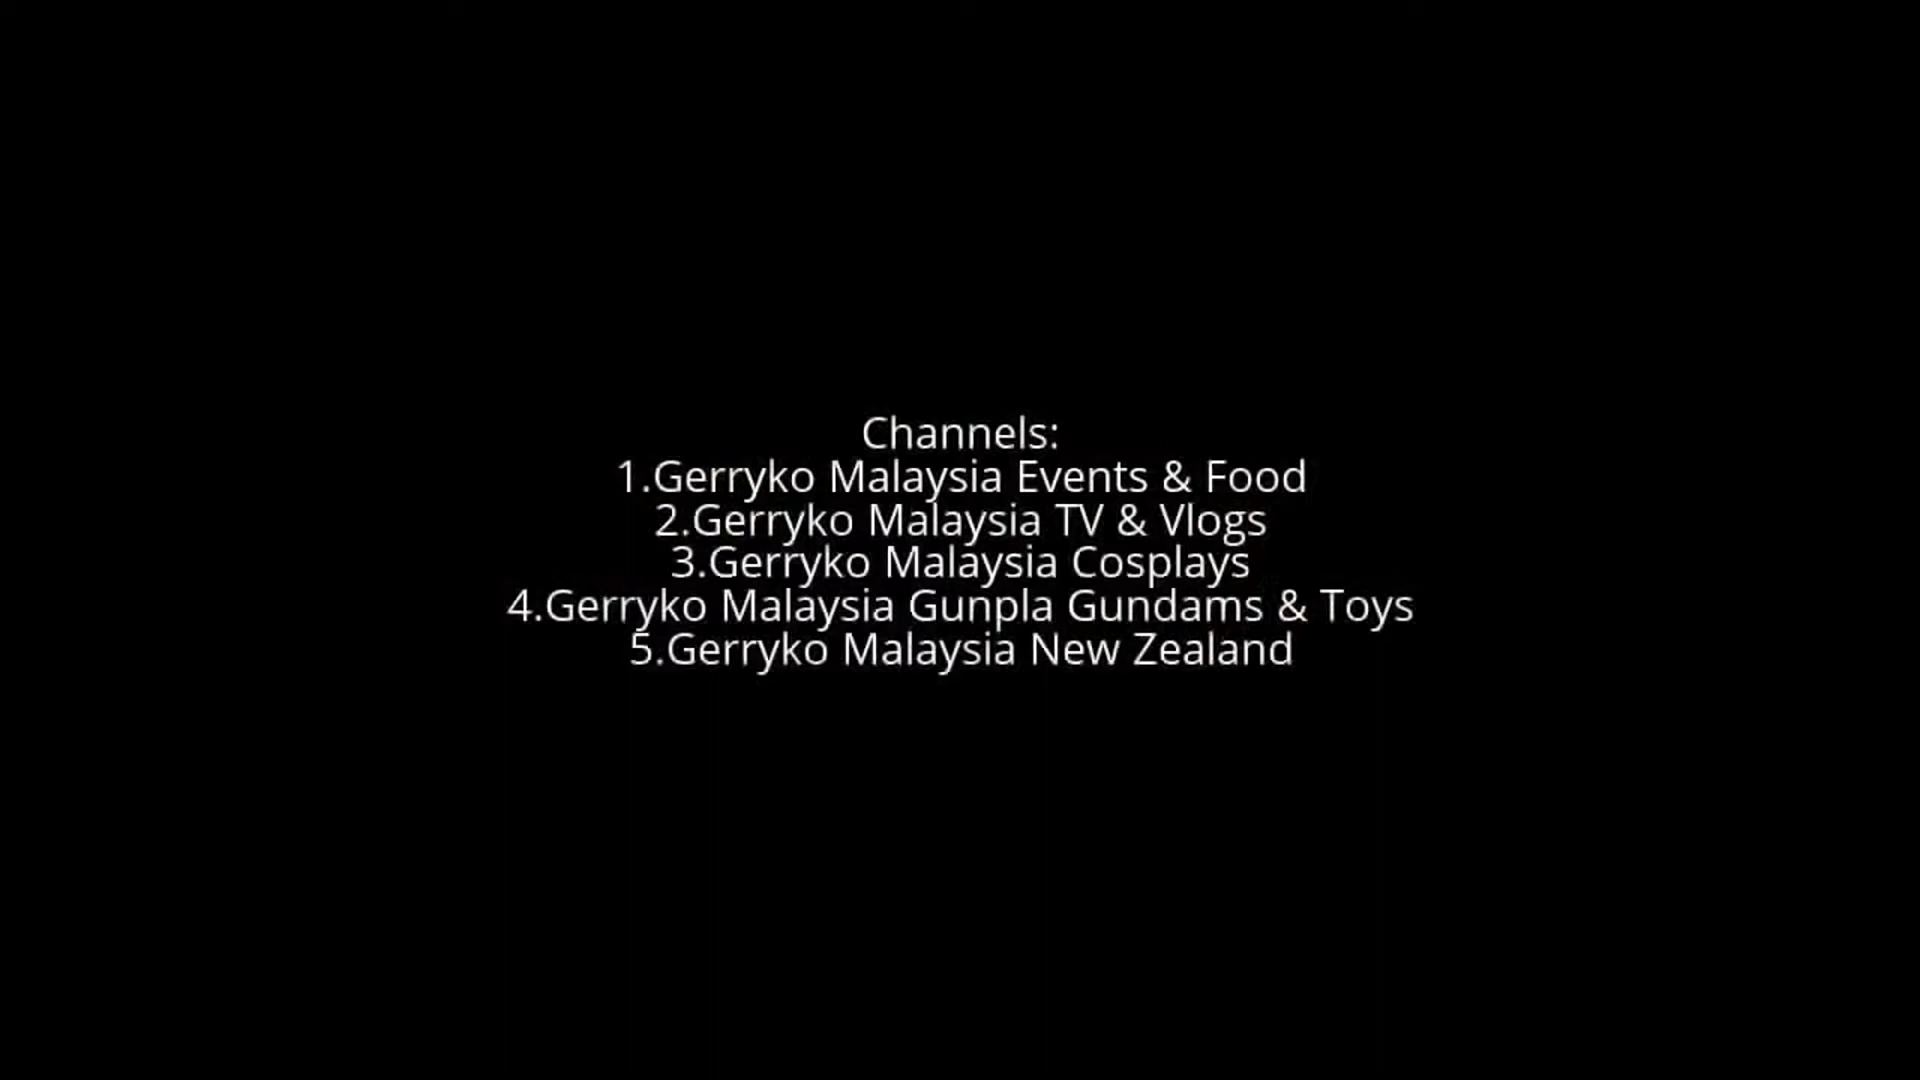 Channels:
1.Gerryko Malaysia Events & Food
2.Gerryko Malaysia TV & Vlogs
3.Gerryko Malaysia Cosplays
4.Gerryko Malaysia Gunpla Gundams & Toys
5.Gerryko Malaysia New Zealand